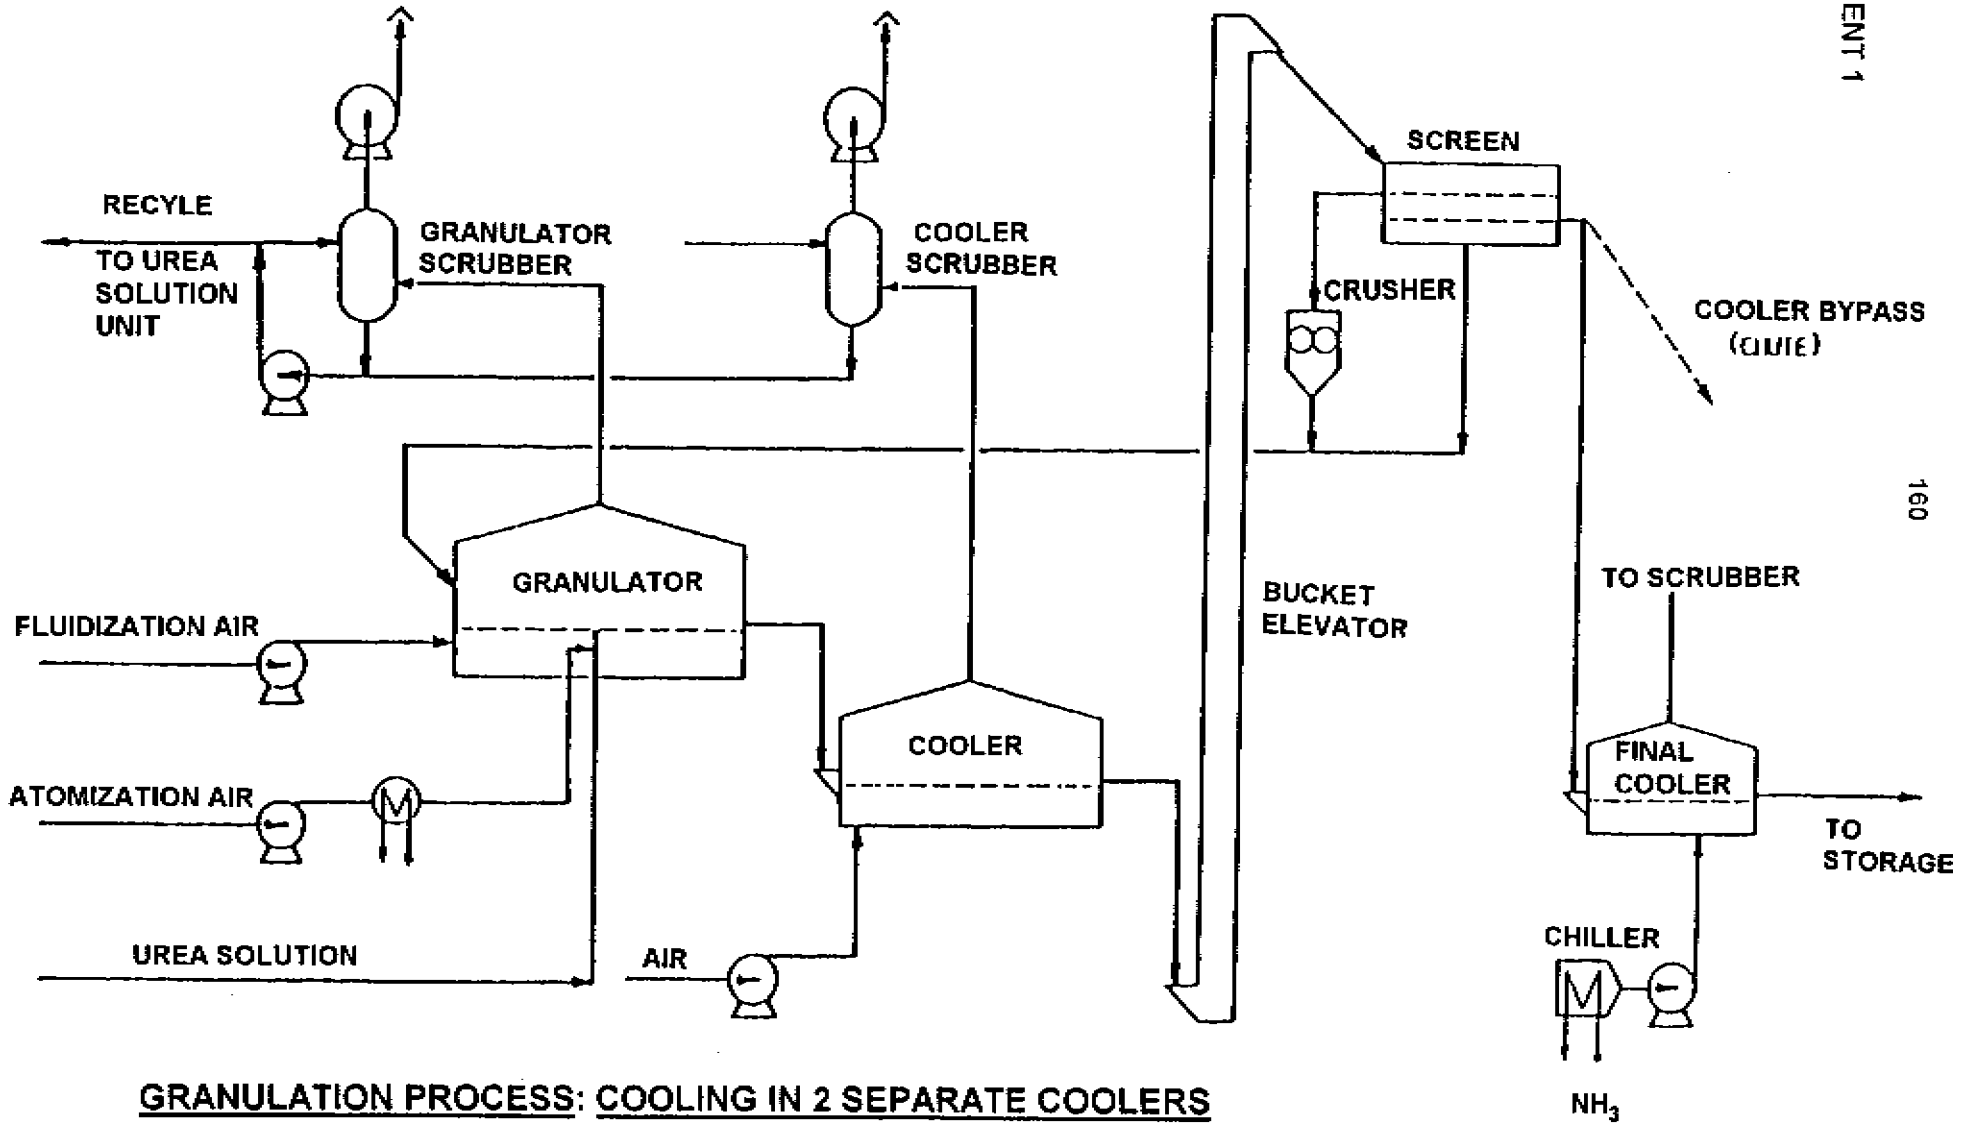 ENT 1
SCREEN
RECYLE
TO UREA
SOLUTION
UNIT
GRANULATOR
SCRUBBER
COOLER
SCRUBBER
CRUSHER
COOLER BYPASS
160
GRANULATOR
TO SCRUBBER
BUCKET
ELEVATOR
FLUIDIZATION AIR
COOLER
FINAL
COOLER
ATOMIZATION AIR
TO
STORAGE
UREA SOLUTION
AIR
CHILLER
NH3
GRANULATION PROCESS: COOLING IN 2 SEPARATE COOLERS